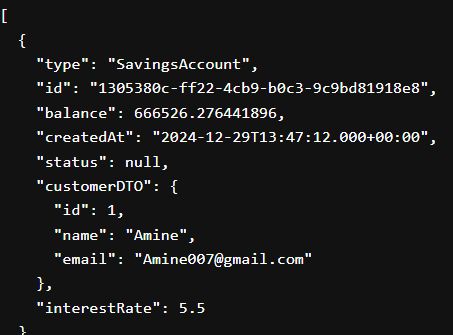 [
  {
    "type": "SavingsAccount",
    "id": "1305380c-ff22-4cb9-b0c3-9c9bd81918e8",
    "balance": 666526.276441896,
    "createdAt": "2024-12-29T13:47:12.000+00:00",
    "status": null,
    "customerDTO": {
      "id": 1,
      "name": "Amine",
      "email": "Amine007@gmail.com"
    },
    "interestRate": 5.5
  }